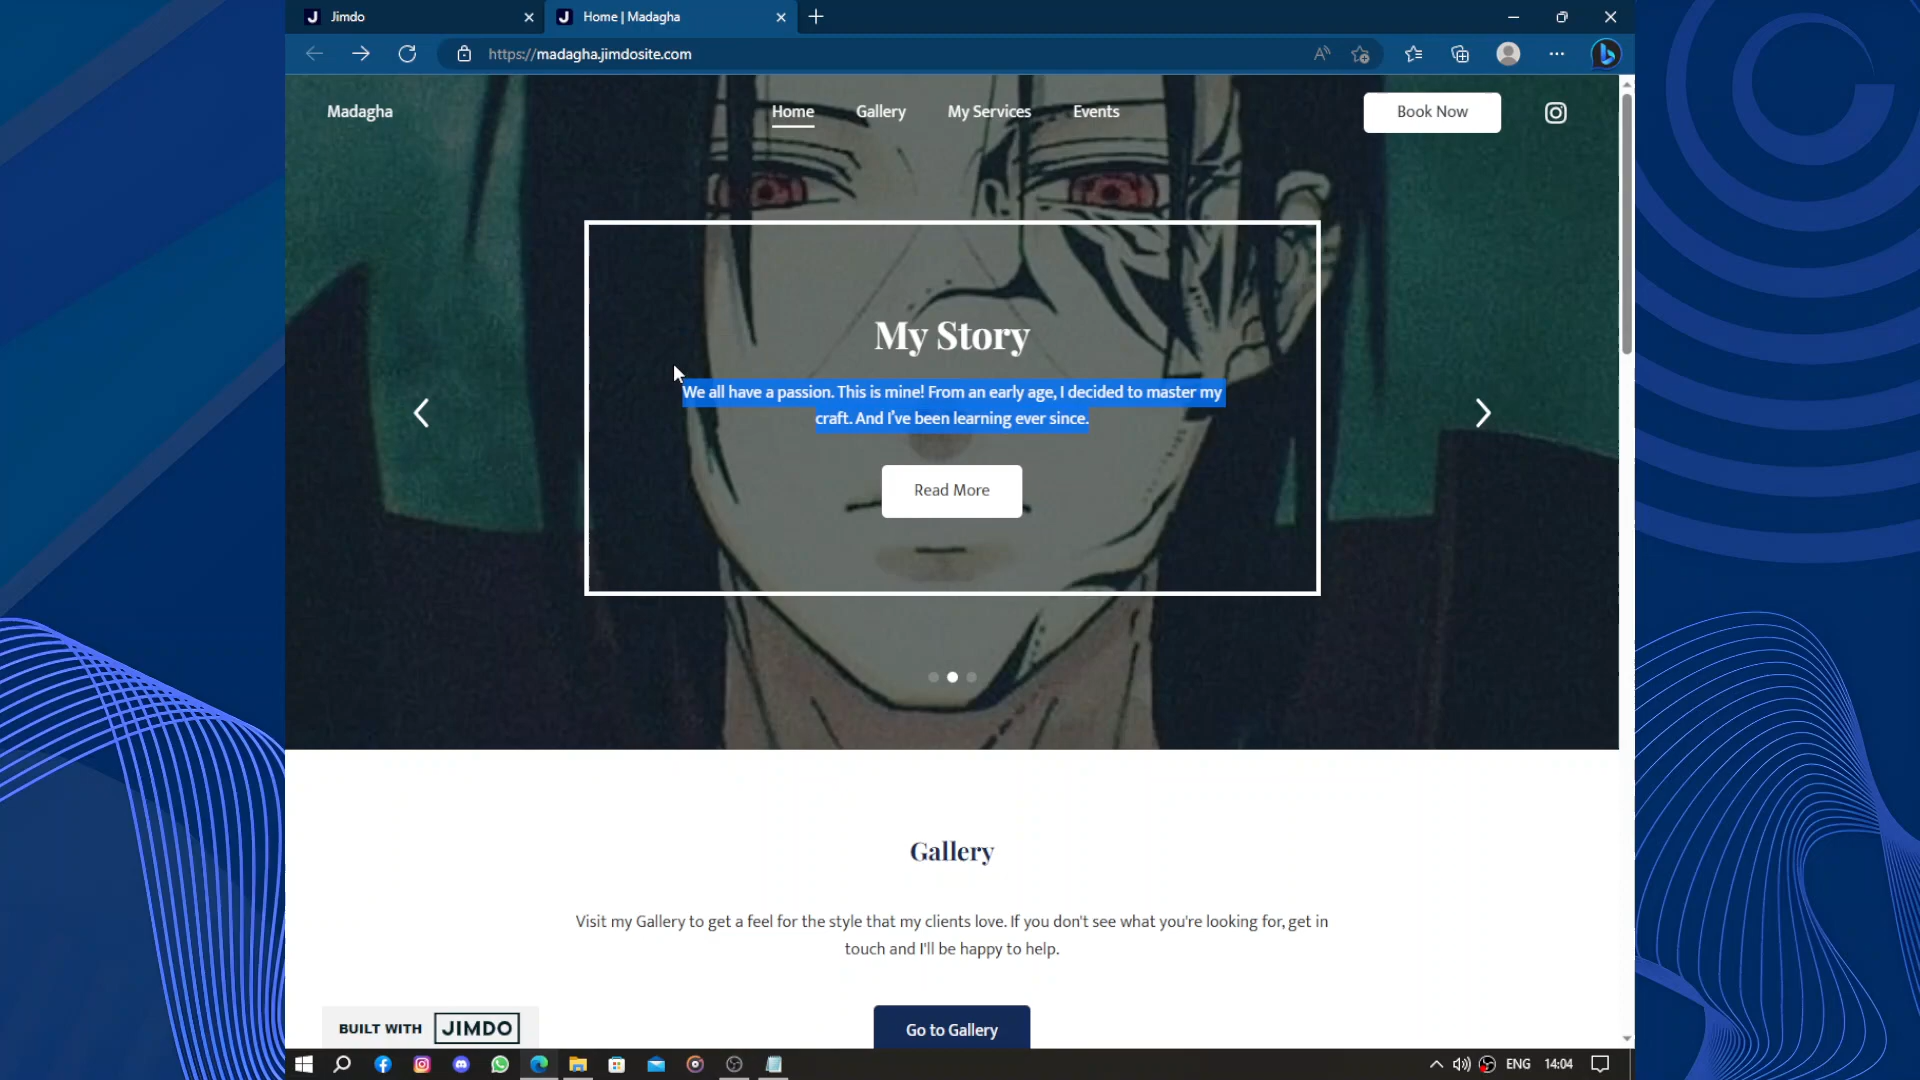 Jimdo
Home | Madagha
https://madagha.jimdosite.com
Madagha
Home
Gallery
My Services
Events
Book Now
My Story
We all have a passion. This is mine! From an early age, I decided to master my
craft. And I've been learning ever since.
Read More
Gallery
Visit my Gallery to get a feel for the style that my clients love. If you don't see what you're looking for, get in
touch and I'll be happy to help.
Go to Gallery
BUILT WITH JIMDO
ENG
14:04